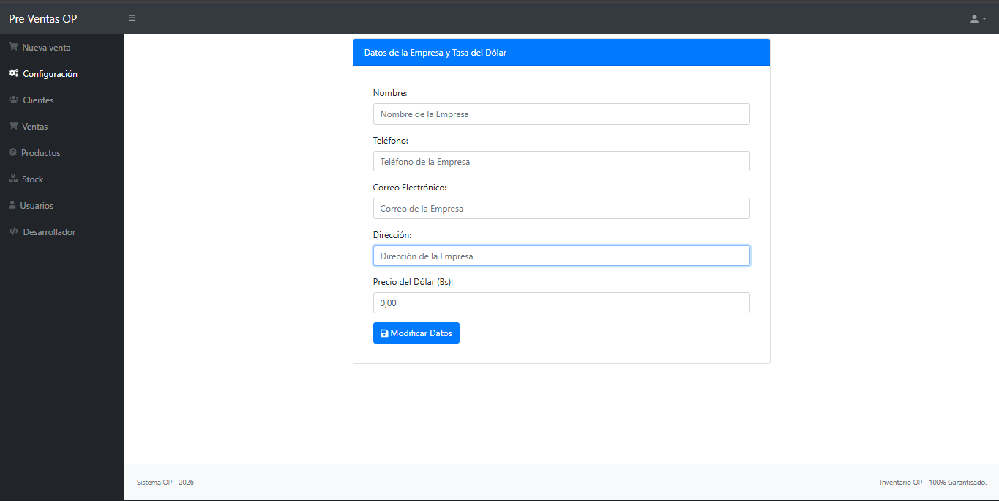 Pre Ventas OP
Nueva venta
Configuración
Clientes
Ventas
Productos
Stock
Usuarios
Desarrollador
Datos de la Empresa y Tasa del Dólar
Nombre:
Nombre de la Empresa
Teléfono:
Teléfono de la Empresa
Correo Electrónico:
Correo de la Empresa
Dirección:
Dirección de la Empresa
Precio del Dólar (Bs):
0,00
Modificar Datos
Sistema OP - 2026
Inventario OP - 100% Garantisado.